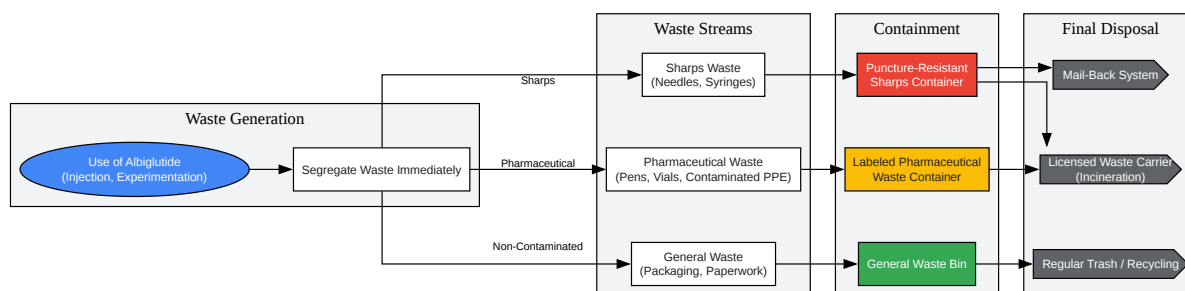 Waste Streams
Containment
Final Disposal
Sharps Waste
(Needles, Syringes)
Puncture-Resistant
Sharps Container
Mail-Back System
Sharps
Waste Generation
Use of Albiglutide
(Injection, Experimentation)
Segregate Waste Immediately
Pharmaceutical
Pharmaceutical Waste
(Pens, Vials, Contaminated PPE)
Labeled Pharmaceutical
Waste Container
Licensed Waste Carrier
(Incineration)
Non-Contaminated
General Waste
(Packaging, Paperwork)
General Waste Bin
Regular Trash / Recycling